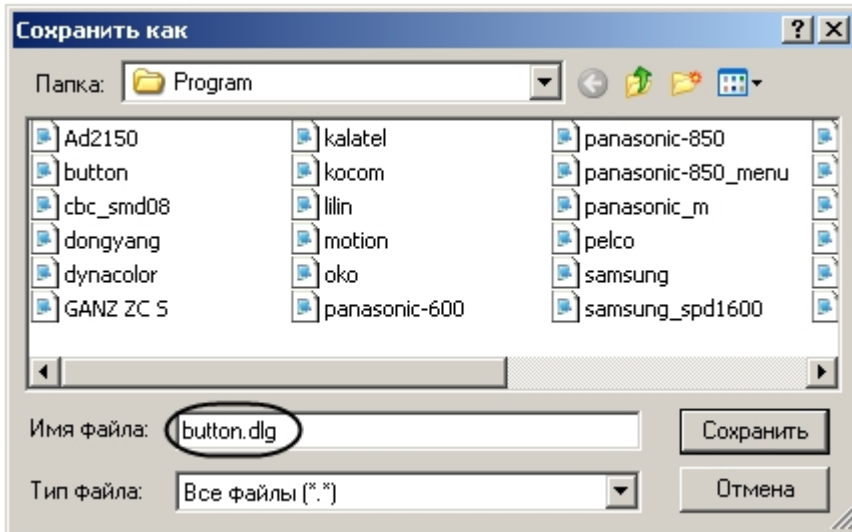 Сохранить как
Папка: Program
Ad2150 kalatel panasonic-850
button kocom panasonic-850_menu
cbc_smd08 lilin panasonic_m
dongyang motion pelco
dynacolor oko samsung
GANZ ZC S panasonic-600 samsung_spd1600
Имя файла: button.dlg Сохранить
Тип файла: Все файлы (*.*) Отмена